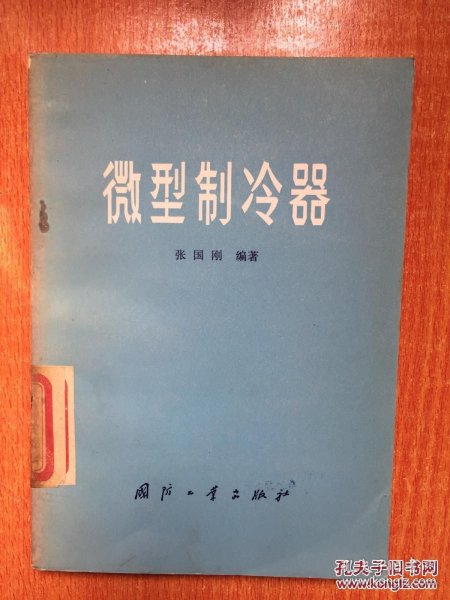 微型制冷器
张国刚 编著
国防工业出版社
孔夫子旧书网
www.kongfz.com